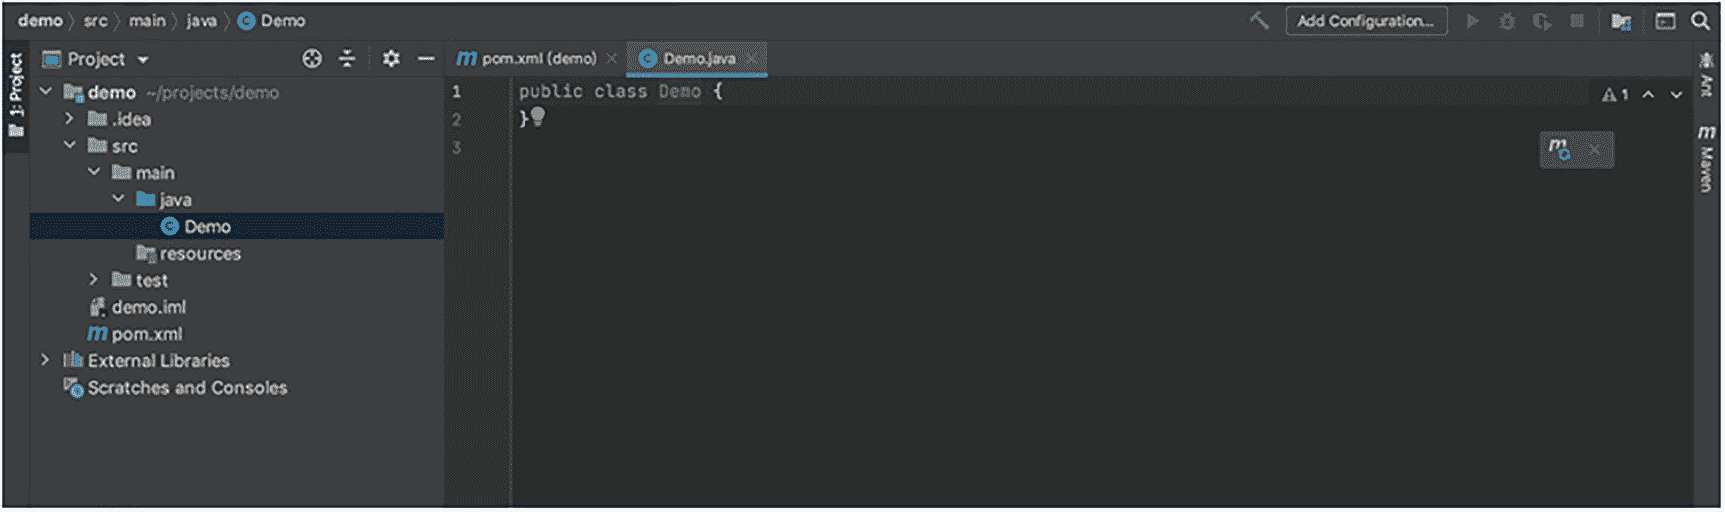 demo src main java C Demo Add Configuration...
1: Project
Project
pom.xml (demo) Demo.java
demo ~/projects/demo
.idea
src
main
java
Demo
resources
test
demo.iml
pom.xml
External Libraries
Scratches and Consoles
1 public class Demo {
2 }
3
1
Ant
Maven